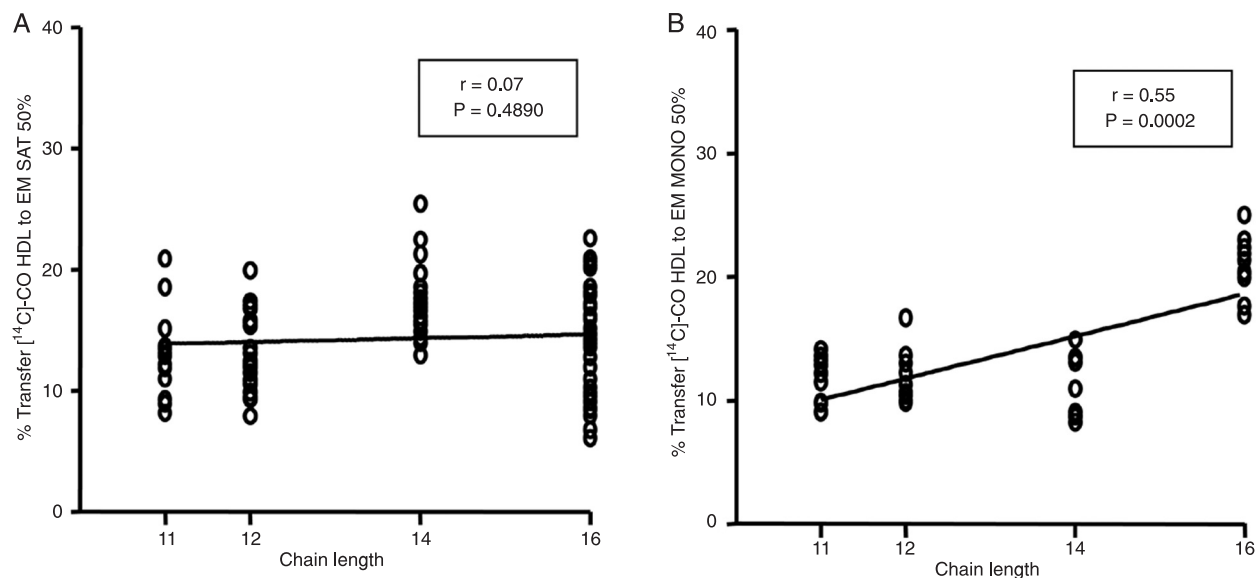 A
% Transfer [¹⁴C]-CO HDL to EM SAT 50%
40
30
20
10
0
r = 0.07
P = 0.4890
11 12 14 16
Chain length
B
% Transfer [¹⁴C]-CO HDL to EM MONO 50%
40
30
20
10
0
r = 0.55
P = 0.0002
11 12 14 16
Chain length